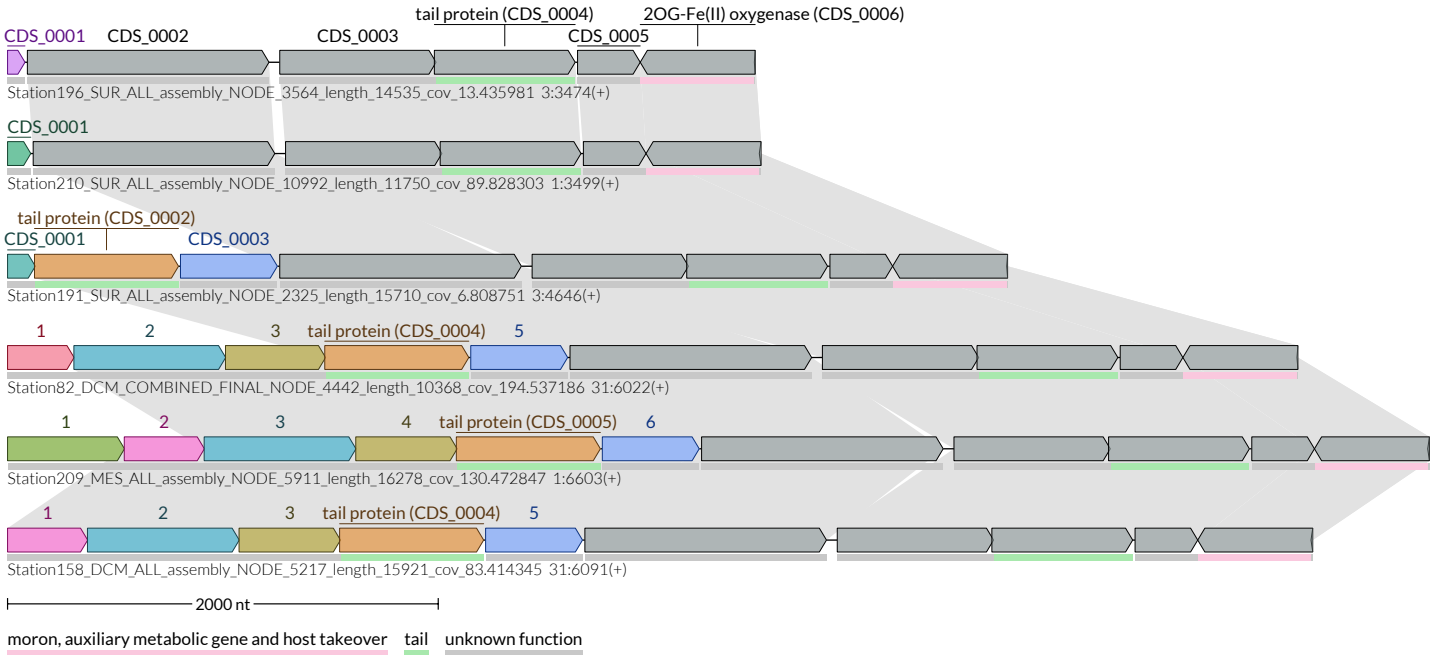 tail protein (CDS_0004) 2OG-Fe(II) oxygenase (CDS_0006)
CDS_0001 CDS_0002 CDS_0003 CDS_0005
Station196_SUR_ALL_assembly_NODE_3564_length_14535_cov_13.435981 3:3474(+)
CDS_0001
Station210_SUR_ALL_assembly_NODE_10992_length_11750_cov_89.828303 1:3499(+)
tail protein (CDS_0002)
CDS_0001 CDS_0003
Station191_SUR_ALL_assembly_NODE_2325_length_15710_cov_6.808751 3:4646(+)
1 2 3 tail protein (CDS_0004) 5
Station82_DCM_COMBINED_FINAL_NODE_4442_length_10368_cov_194.537186 31:6022(+)
1 2 3 4 tail protein (CDS_0005) 6
Station209_MES_ALL_assembly_NODE_5911_length_16278_cov_130.472847 1:6603(+)
1 2 3 tail protein (CDS_0004) 5
Station158_DCM_ALL_assembly_NODE_5217_length_15921_cov_83.414345 31:6091(+)
2000 nt
moron, auxiliary metabolic gene and host takeover tail unknown function